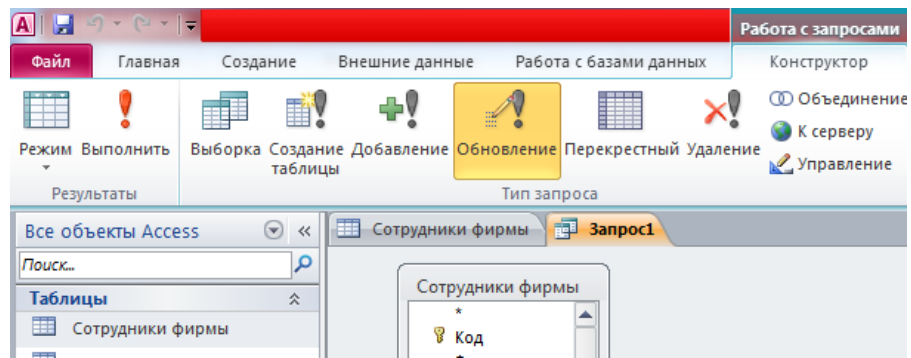 A
Работа с запросами
Файл Главная Создание Внешние данные Работа с базами данных Конструктор
Режим Выполнить Выборка Создание таблицы Добавление Обновление Перекрестный Удаление
Объединение
К серверу
Управление
Результаты Тип запроса
Все объекты Access «
Сотрудники фирмы Запрос1
Поиск...
Таблицы
Сотрудники фирмы
Сотрудники фирмы
*
Код